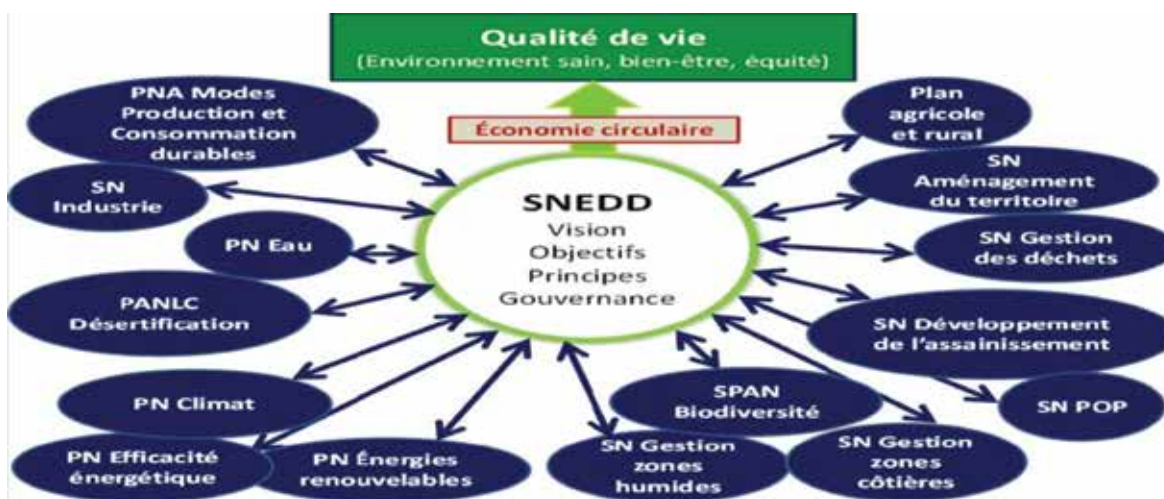 Qualité de vie
(Environnement sain, bien-être, équité)
Économie circulaire
SNEDD
Vision
Objectifs
Principes
Gouvernance
PNA Modes
Production et
Consommation
durables
SN
Industrie
PN Eau
PANLC
Désertification
PN Climat
PN Efficacité
énergétique
PN Énergies
renouvelables
SN Gestion
zones
humides
SPAN
Biodiversité
SN Gestion
zones
côtières
SN POP
SN Développement
de l'assainissement
SN Gestion
des déchets
SN
Aménagement
du territoire
Plan
agricole
et rural